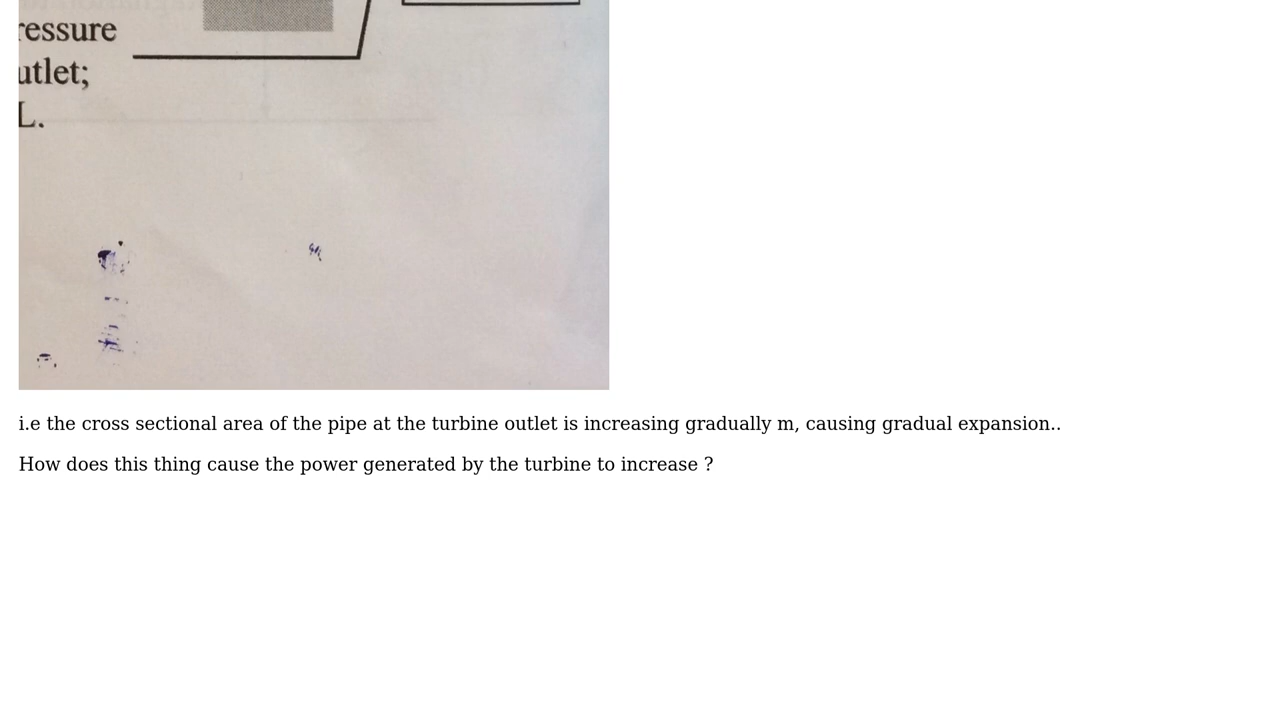 ressure
utlet;
L.
i.e the cross sectional area of the pipe at the turbine outlet is increasing gradually m, causing gradual expansion..
How does this thing cause the power generated by the turbine to increase ?